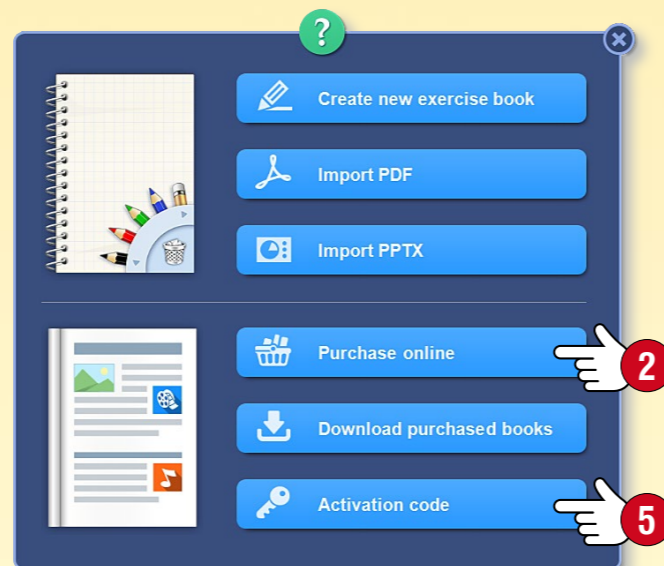 ?
Create new exercise book
Import PDF
Import PPTX
Purchase online
2
Download purchased books
Activation code
5